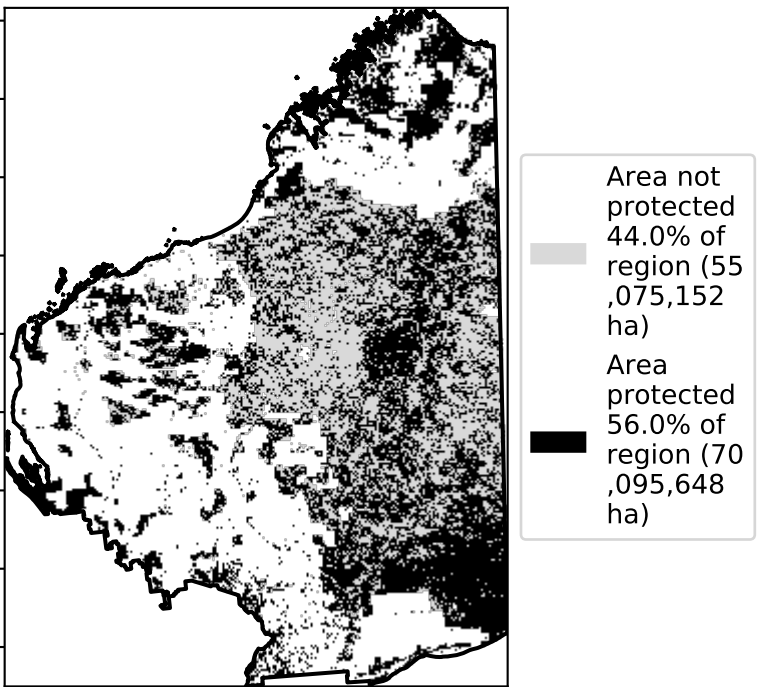 Area not
protected
44.0% of
region (55
,075,152
ha)
Area
protected
56.0% of
region (70
,095,648
ha)